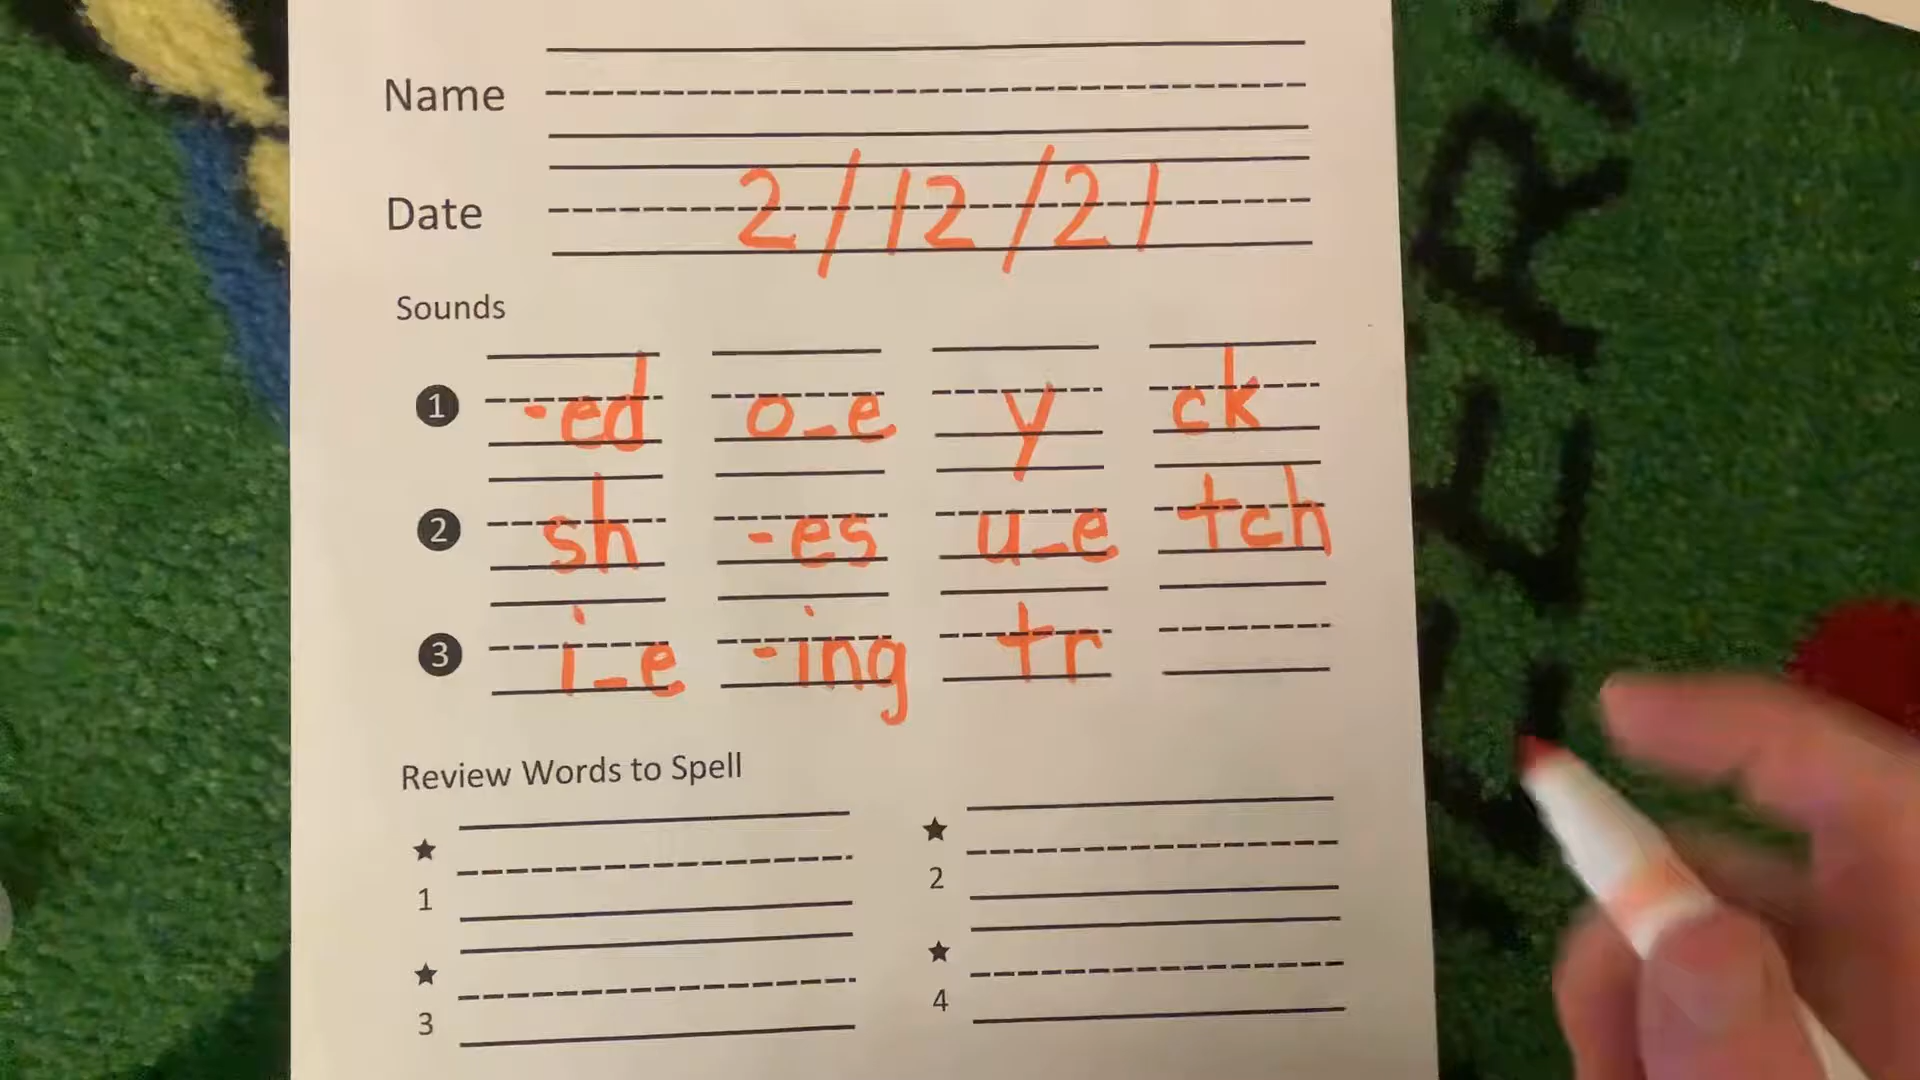 Name
Date 2/12/21
Sounds
1 -ed o_e y ck
2 sh -es u_e tch
3 i_e -ing tr
Review Words to Spell
★ 1 ★ 2
★ 3 ★ 4